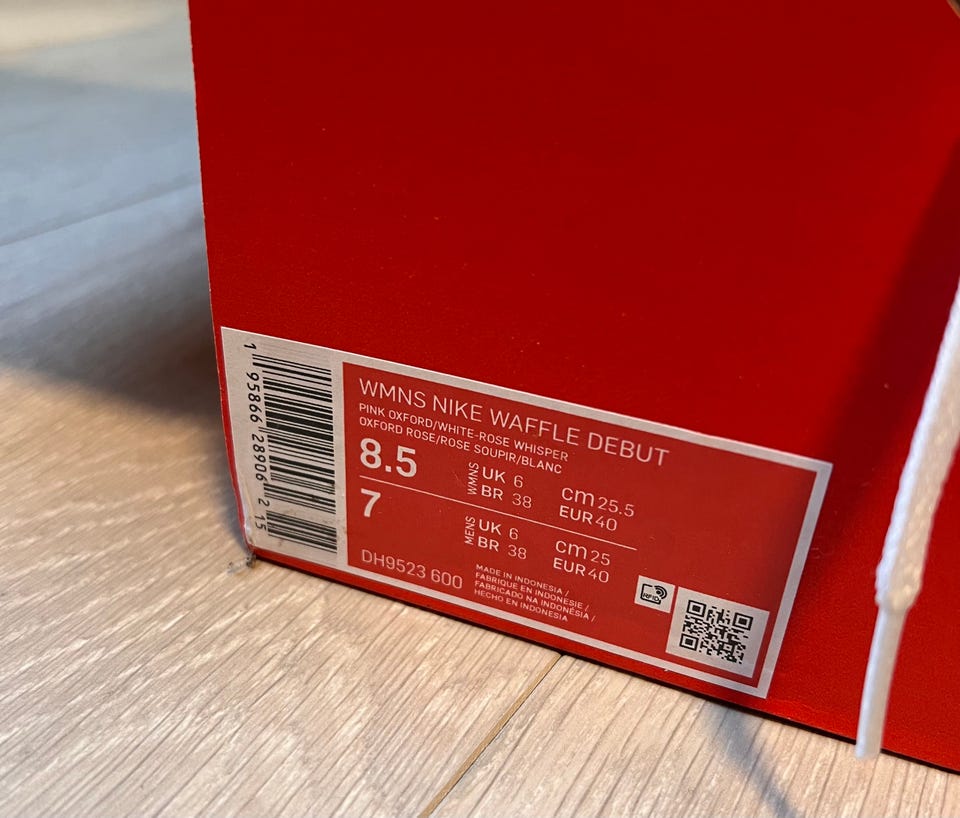 1 95866 28906 2 15
WMNS NIKE WAFFLE DEBUT
PINK OXFORD/WHITE-ROSE WHISPER
OXFORD ROSE/ROSE SOUPIR/BLANC
8.5 WMNS UK 6 cm 25.5
BR 38 EUR 40
7 MENS UK 6 cm 25
BR 38 EUR 40
DH9523 600
MADE IN INDONESIA /
FABRIQUE EN INDONESIE /
FABRICADO NA INDONÉSIA /
HECHO EN INDONESIA
RFID